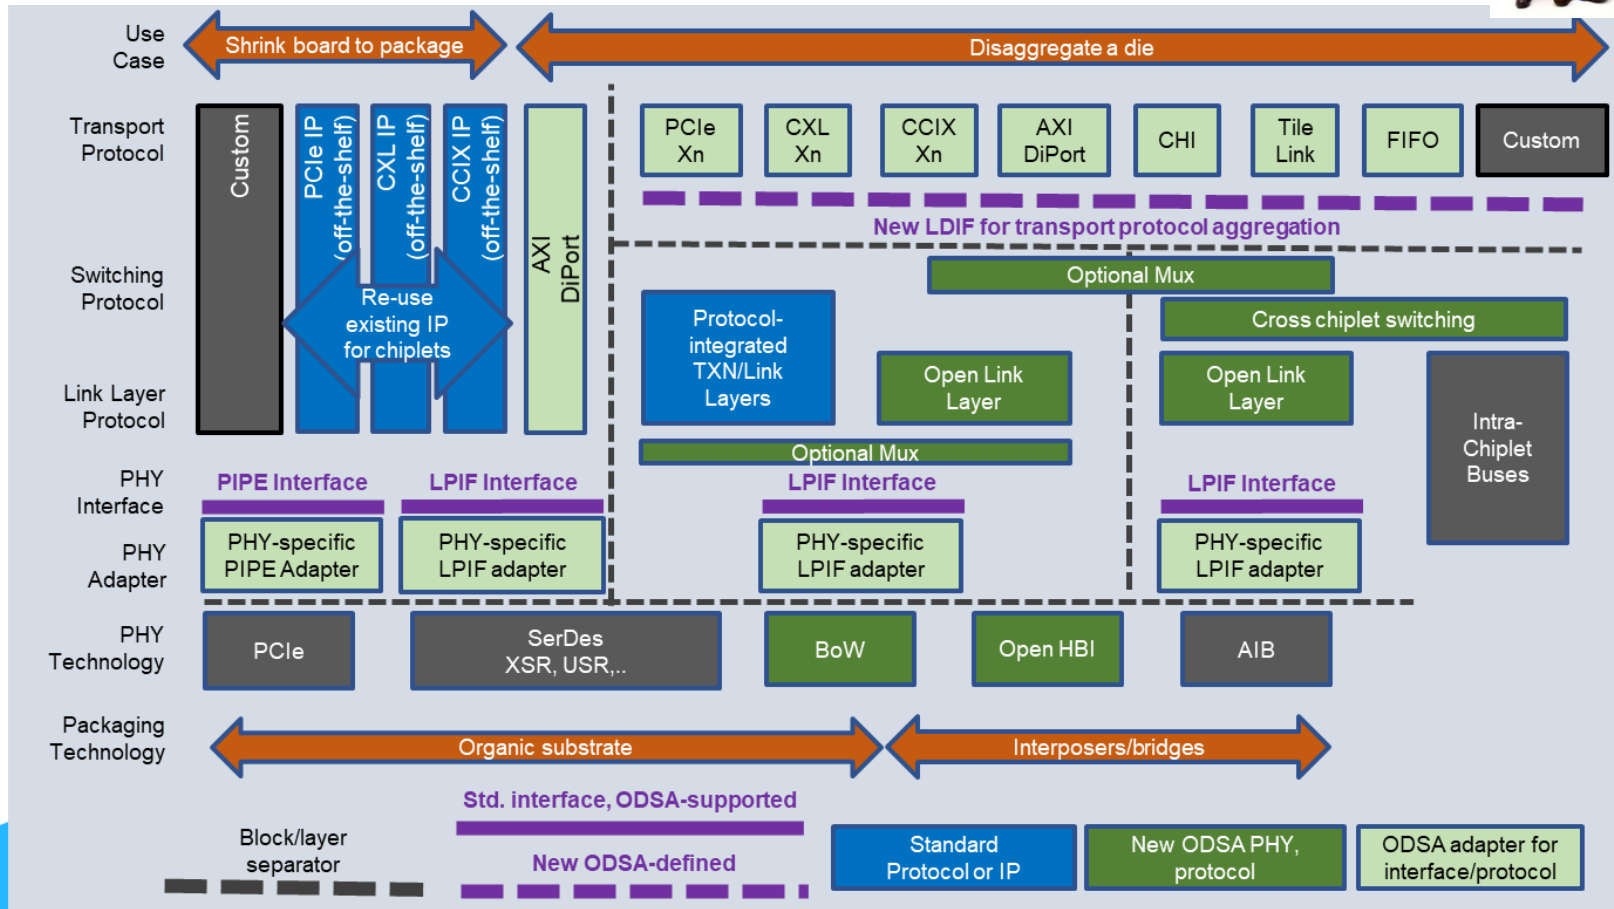 Use
Case
Shrink board to package
Disaggregate a die
Transport
Protocol
Custom
PCIe IP
(off-the-shelf)
CXL IP
(off-the-shelf)
CCIX IP
(off-the-shelf)
AXI
DiPort
PCIe
Xn
CXL
Xn
CCIX
Xn
AXI
DiPort
CHI
Tile
Link
FIFO
Custom
New LDIF for transport protocol aggregation
Switching
Protocol
Re-use
existing IP
for chiplets
Optional Mux
Protocol-
integrated
TXN/Link
Layers
Cross chiplet switching
Link Layer
Protocol
Open Link
Layer
Open Link
Layer
Intra-
Chiplet
Buses
Optional Mux
PHY
Interface
PIPE Interface
LPIF Interface
LPIF Interface
LPIF Interface
PHY
Adapter
PHY-specific
PIPE Adapter
PHY-specific
LPIF adapter
PHY-specific
LPIF adapter
PHY-specific
LPIF adapter
PHY
Technology
PCIe
SerDes
XSR, USR,..
BoW
Open HBI
AIB
Packaging
Technology
Organic substrate
Interposers/bridges
Block/layer
separator
Std. interface, ODSA-supported
New ODSA-defined
Standard
Protocol or IP
New ODSA PHY,
protocol
ODSA adapter for
interface/protocol